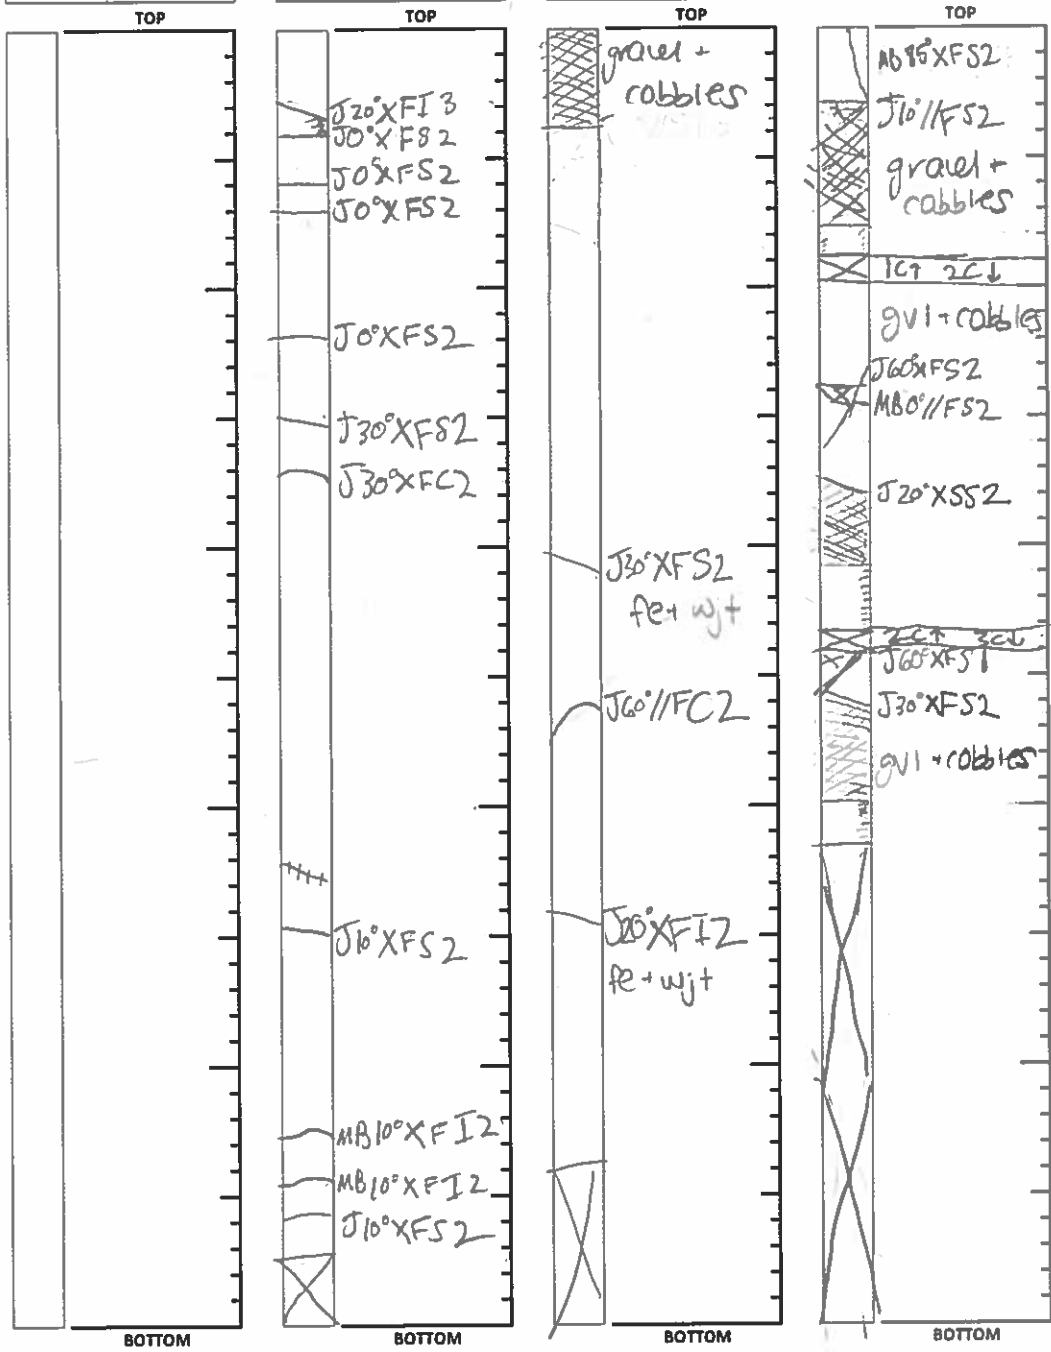 TOP
BOTTOM
TOP
J20°XFI3
J0°XFS2
J0°XFS2
J0°XFS2
J0°XFS2
J30°XFS2
J30°XFC2
J10°XFS2
MB10°XFI2
MB10°XFI2
J10°XFS2
BOTTOM
TOP
gravel +
cobbles
J30°XFS2
fe+ wjt
J60°//FC2
J20°XFI2
fe+wjt
BOTTOM
TOP
AB85°XFS2
J10°//FS2
gravel +
cobbles
1C↑ 2C↓
gvl+cobbles
J60°XFS2
MB0°//FS2
J20°XSS2
2C↑ 3C↓
J60°XFS1
J30°XFS2
gvl+cobbles
BOTTOM